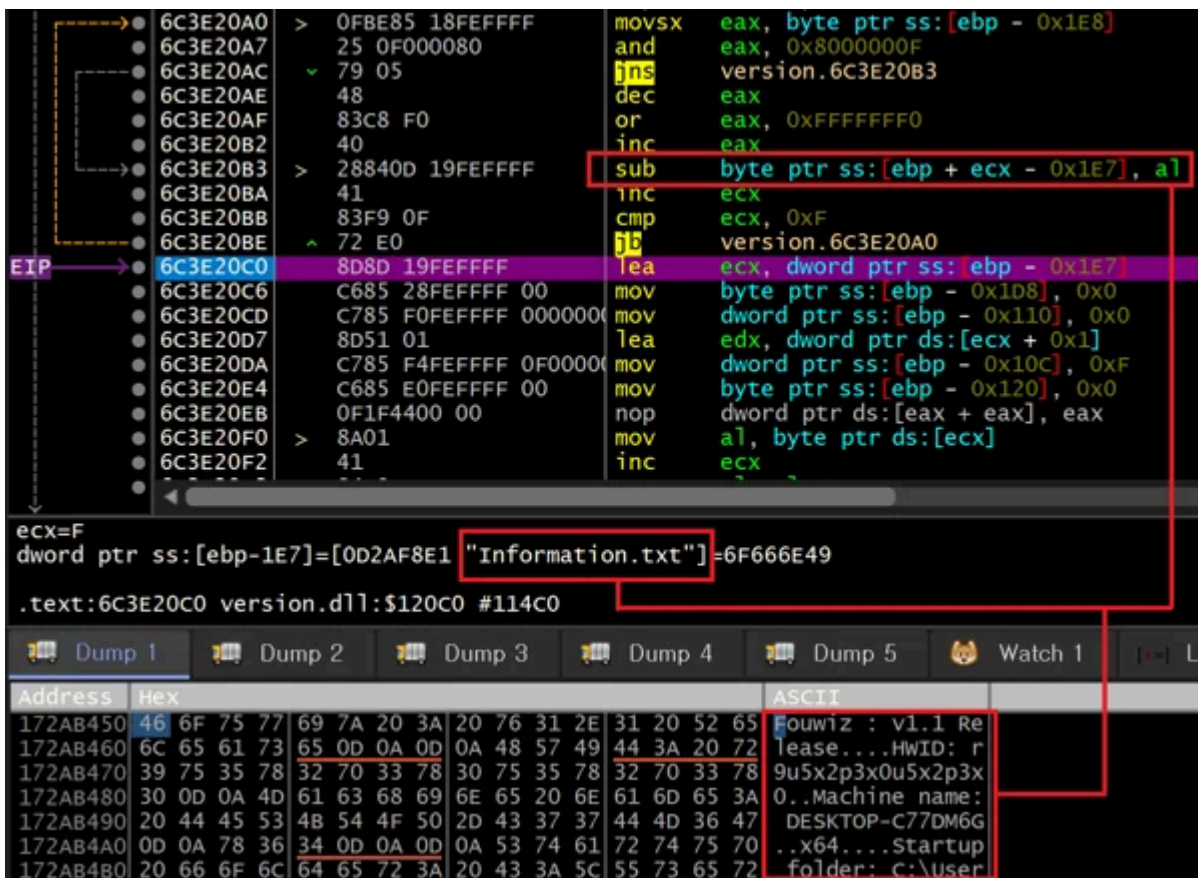 6C3E20A0 > 0FBE85 18FEFFFF movsx eax, byte ptr ss:[ebp - 0x1E8]
6C3E20A7 25 0F000080 and eax, 0x8000000F
6C3E20AC 79 05 jns version.6C3E20B3
6C3E20AE 48 dec eax
6C3E20AF 83C8 F0 or eax, 0xFFFFFFF0
6C3E20B2 40 inc eax
6C3E20B3 > 28840D 19FEFFFF sub byte ptr ss:[ebp + ecx - 0x1E7], al
6C3E20BA 41 inc ecx
6C3E20BB 83F9 0F cmp ecx, 0xF
6C3E20BE 72 E0 jb version.6C3E20A0
EIP 6C3E20C0 8D8D 19FEFFFF lea ecx, dword ptr ss:[ebp - 0x1E7]
6C3E20C6 C685 28FEFFFF 00 mov byte ptr ss:[ebp - 0x1D8], 0x0
6C3E20CD C785 F0FEFFFF 0000000 mov dword ptr ss:[ebp - 0x110], 0x0
6C3E20D7 8D51 01 lea edx, dword ptr ds:[ecx + 0x1]
6C3E20DA C785 F4FEFFFF 0F0000 mov dword ptr ss:[ebp - 0x10C], 0xF
6C3E20E4 C685 E0FEFFFF 00 mov byte ptr ss:[ebp - 0x120], 0x0
6C3E20EB 0F1F4400 00 nop dword ptr ds:[eax + eax], eax
6C3E20F0 > 8A01 mov al, byte ptr ds:[ecx]
6C3E20F2 41 inc ecx
ecx=F
dword ptr ss:[ebp-1E7]=[0D2AF8E1 "Information.txt"]=6F666E49
.text:6C3E20C0 version.dll:$120C0 #114C0
Dump 1 Dump 2 Dump 3 Dump 4 Dump 5 Watch 1 L
Address Hex ASCII
172AB450 46 6F 75 77 69 7A 20 3A 20 76 31 2E 31 20 52 65 Fouwiz : v1.1 Re
172AB460 6C 65 61 73 65 0D 0A 0D 0A 48 57 49 44 3A 20 72 lease....HWID: r
172AB470 39 75 35 78 32 70 33 78 30 75 35 78 32 70 33 78 9u5x2p3x0u5x2p3x
172AB480 30 0D 0A 4D 61 63 68 69 6E 65 20 6E 61 6D 65 3A 0..Machine name:
172AB490 20 44 45 53 4B 54 4F 50 2D 43 37 37 44 4D 36 47 DESKTOP-C77DM6G
172AB4A0 0D 0A 78 36 34 0D 0A 0D 0A 53 74 61 72 74 75 70 ..x64....Startup
172AB4B0 20 66 6F 6C 64 65 72 3A 20 43 3A 5C 55 73 65 72 folder: C:\User